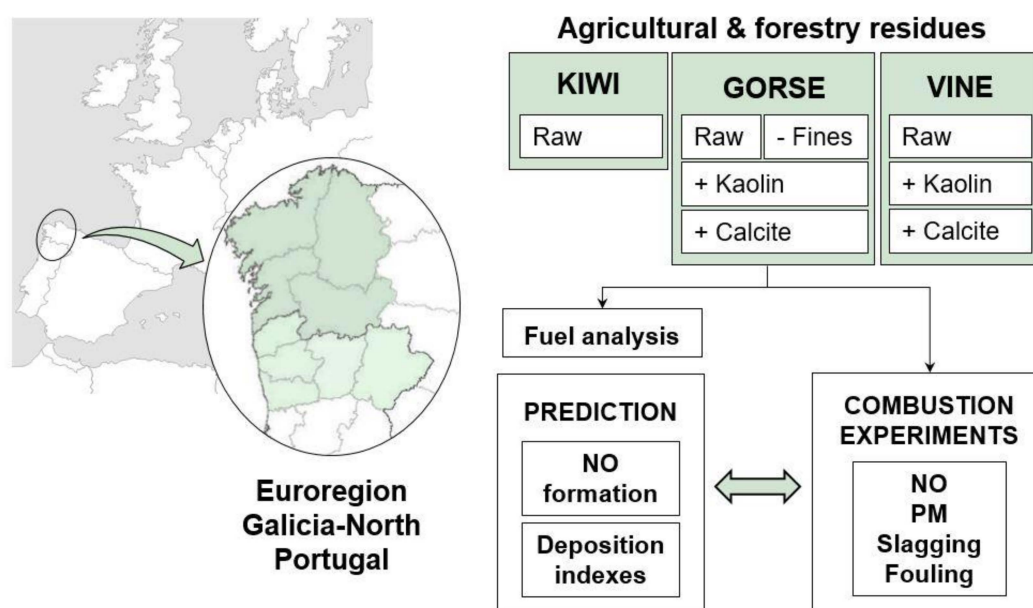 Euroregion
Galicia-North
Portugal
Agricultural & forestry residues
KIWI
Raw
GORSE
Raw
- Fines
+ Kaolin
+ Calcite
VINE
Raw
+ Kaolin
+ Calcite
Fuel analysis
PREDICTION
NO
formation
Deposition
indexes
COMBUSTION
EXPERIMENTS
NO
PM
Slagging
Fouling